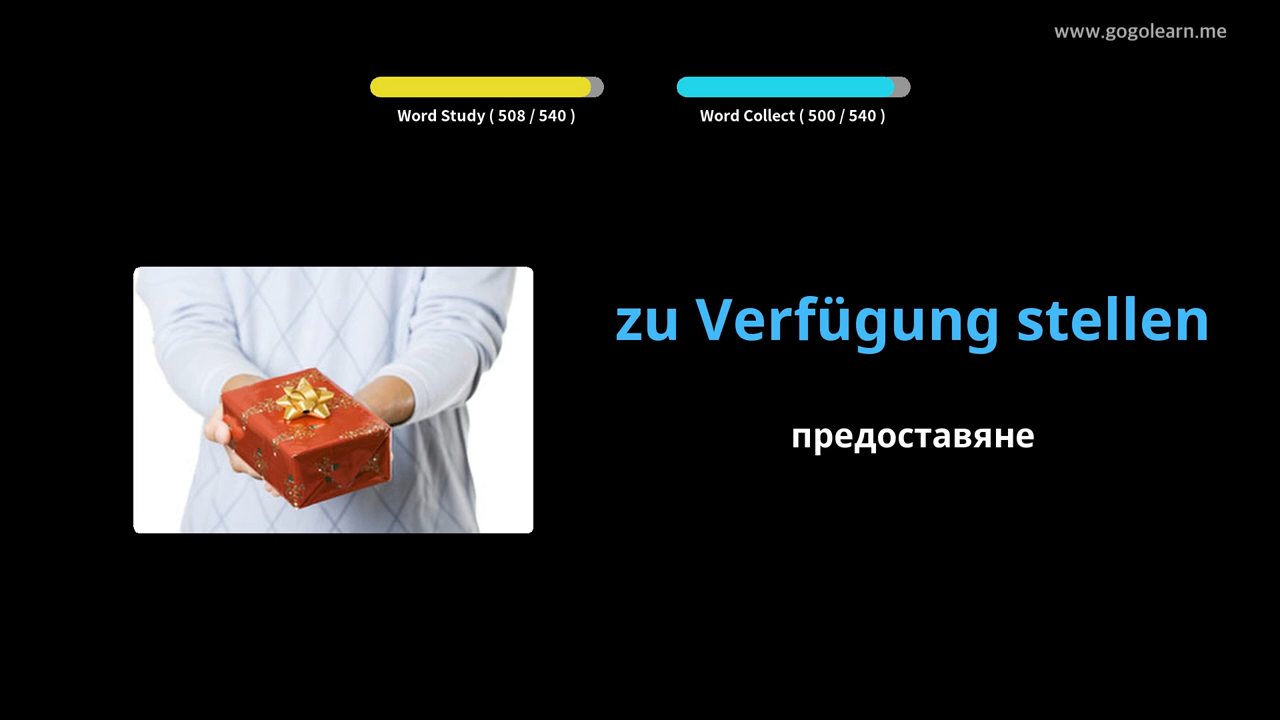 www.gogolearn.me
Word Study ( 508 / 540 )
Word Collect ( 500 / 540 )
zu Verfügung stellen
предоставяне